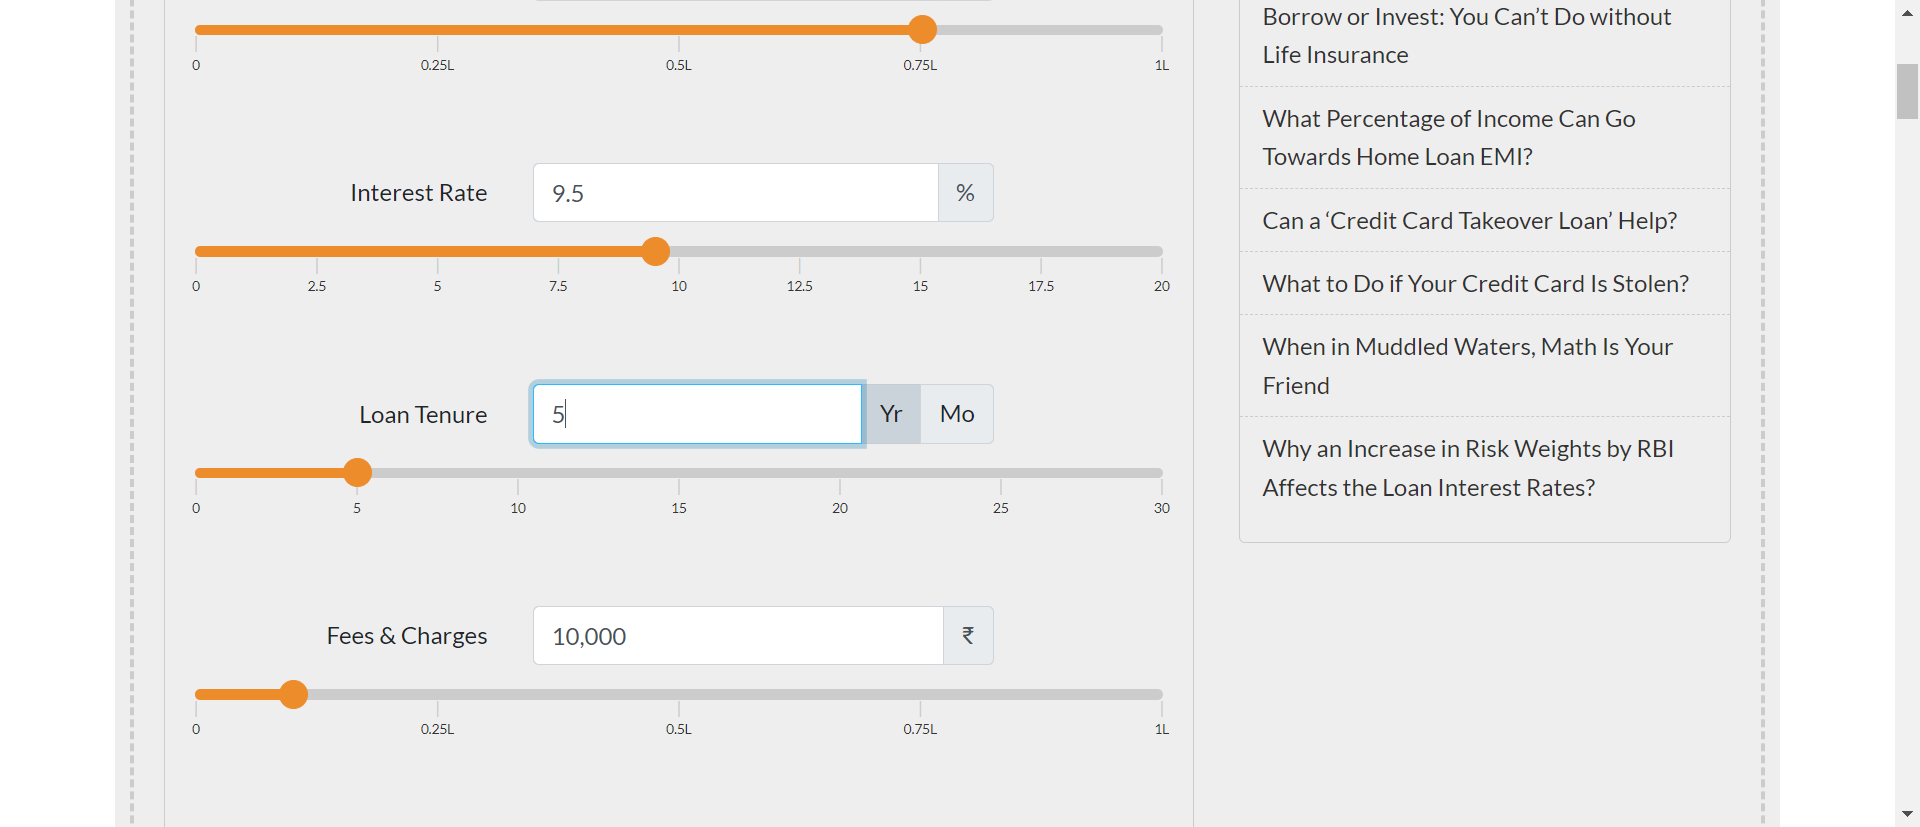 0 0.25L 0.5L 0.75L 1L
Interest Rate 9.5 %
0 2.5 5 7.5 10 12.5 15 17.5 20
Loan Tenure 5 Yr Mo
0 5 10 15 20 25 30
Fees & Charges 10,000 ₹
0 0.25L 0.5L 0.75L 1L
Borrow or Invest: You Can’t Do without
Life Insurance
What Percentage of Income Can Go
Towards Home Loan EMI?
Can a ‘Credit Card Takeover Loan’ Help?
What to Do if Your Credit Card Is Stolen?
When in Muddled Waters, Math Is Your
Friend
Why an Increase in Risk Weights by RBI
Affects the Loan Interest Rates?